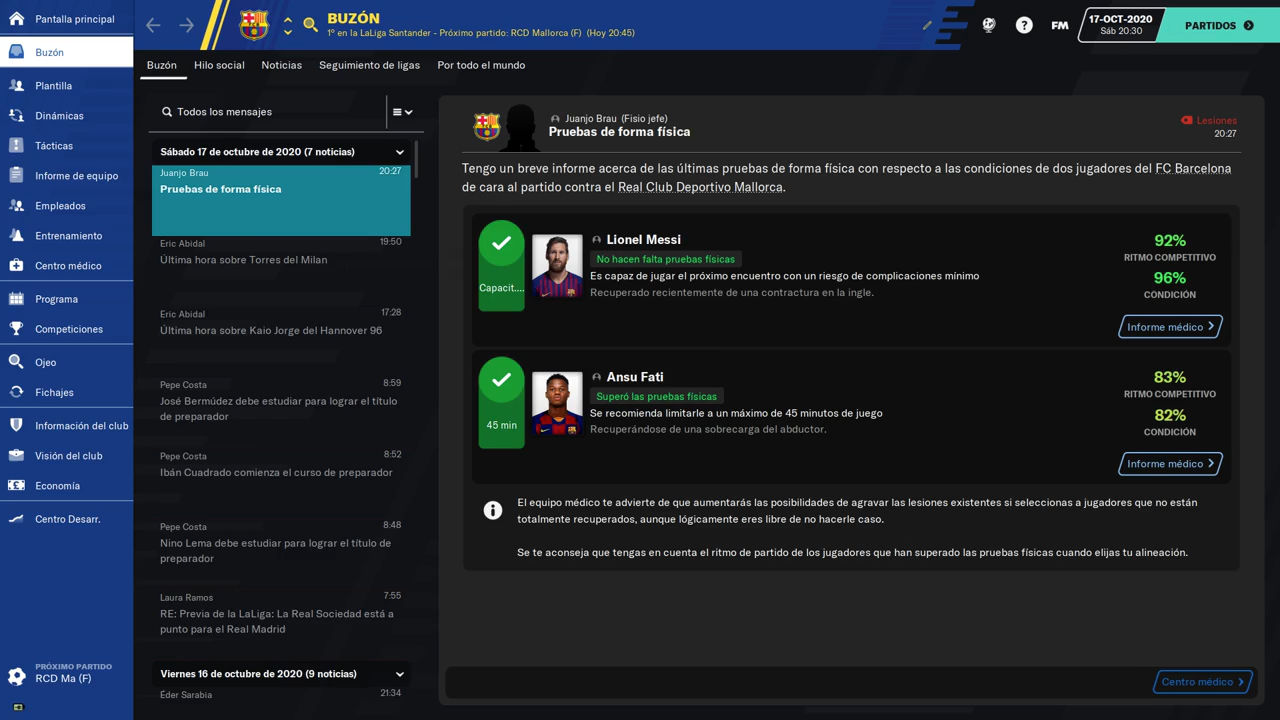 Pantalla principal
Buzón
Plantilla
Dinámicas
Tácticas
Informe de equipo
Empleados
Entrenamiento
Centro médico
Programa
Competiciones
Ojeo
Fichajes
Información del club
Visión del club
Economía
Centro Desarr.
PRÓXIMO PARTIDO
RCD Ma (F)
BUZÓN
1º en la LaLiga Santander - Próximo partido: RCD Mallorca (F) (Hoy 20:45)
FM
17-OCT-2020
Sáb 20:30
PARTIDOS
Buzón Hilo social Noticias Seguimiento de ligas Por todo el mundo
Todos los mensajes
Sábado 17 de octubre de 2020 (7 noticias)
Juanjo Brau 20:27
Pruebas de forma física
Eric Abidal 19:50
Última hora sobre Torres del Milan
Eric Abidal 17:28
Última hora sobre Kaio Jorge del Hannover 96
Pepe Costa 8:59
José Bermúdez debe estudiar para lograr el título
de preparador
Pepe Costa 8:52
Ibán Cuadrado comienza el curso de preparador
Pepe Costa 8:48
Nino Lema debe estudiar para lograr el título de
preparador
Laura Ramos 7:55
RE: Previa de la LaLiga: La Real Sociedad está a
punto para el Real Madrid
Viernes 16 de octubre de 2020 (9 noticias)
Éder Sarabia 21:34
Juanjo Brau (Fisio jefe)
Pruebas de forma física
Lesiones
20:27
Tengo un breve informe acerca de las últimas pruebas de forma física con respecto a las condiciones de dos jugadores del FC Barcelona
de cara al partido contra el Real Club Deportivo Mallorca.
Capacit....
Lionel Messi
No hacen falta pruebas físicas
Es capaz de jugar el próximo encuentro con un riesgo de complicaciones mínimo
Recuperado recientemente de una contractura en la ingle.
92%
RITMO COMPETITIVO
96%
CONDICIÓN
Informe médico
45 min
Ansu Fati
Superó las pruebas físicas
Se recomienda limitarle a un máximo de 45 minutos de juego
Recuperándose de una sobrecarga del abductor.
83%
RITMO COMPETITIVO
82%
CONDICIÓN
Informe médico
El equipo médico te advierte de que aumentarás las posibilidades de agravar las lesiones existentes si seleccionas a jugadores que no están
totalmente recuperados, aunque lógicamente eres libre de no hacerle caso.
Se te aconseja que tengas en cuenta el ritmo de partido de los jugadores que han superado las pruebas físicas cuando elijas tu alineación.
Centro médico